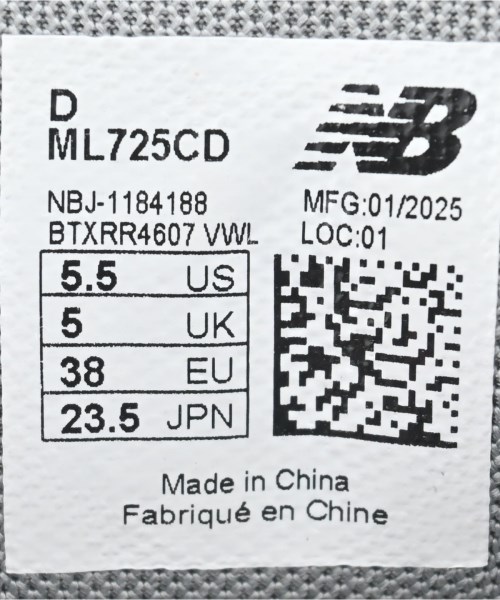 D
ML725CD
NB
NBJ-1184188
MFG:01/2025
BTXRR4607 VWL
LOC:01
5.5 US
5 UK
38 EU
23.5 JPN
Made in China
Fabriqué en Chine